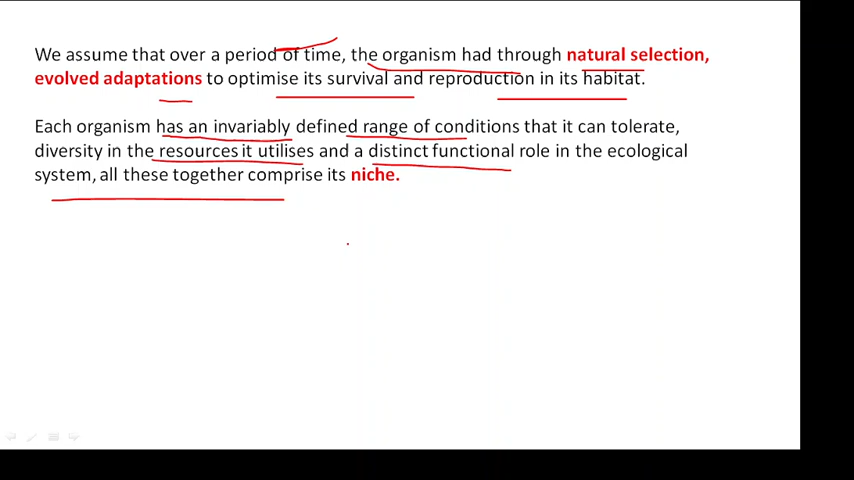 We assume that over a period of time, the organism had through natural selection,
evolved adaptations to optimise its survival and reproduction in its habitat.
Each organism has an invariably defined range of conditions that it can tolerate,
diversity in the resources it utilises and a distinct functional role in the ecological
system, all these together comprise its niche.